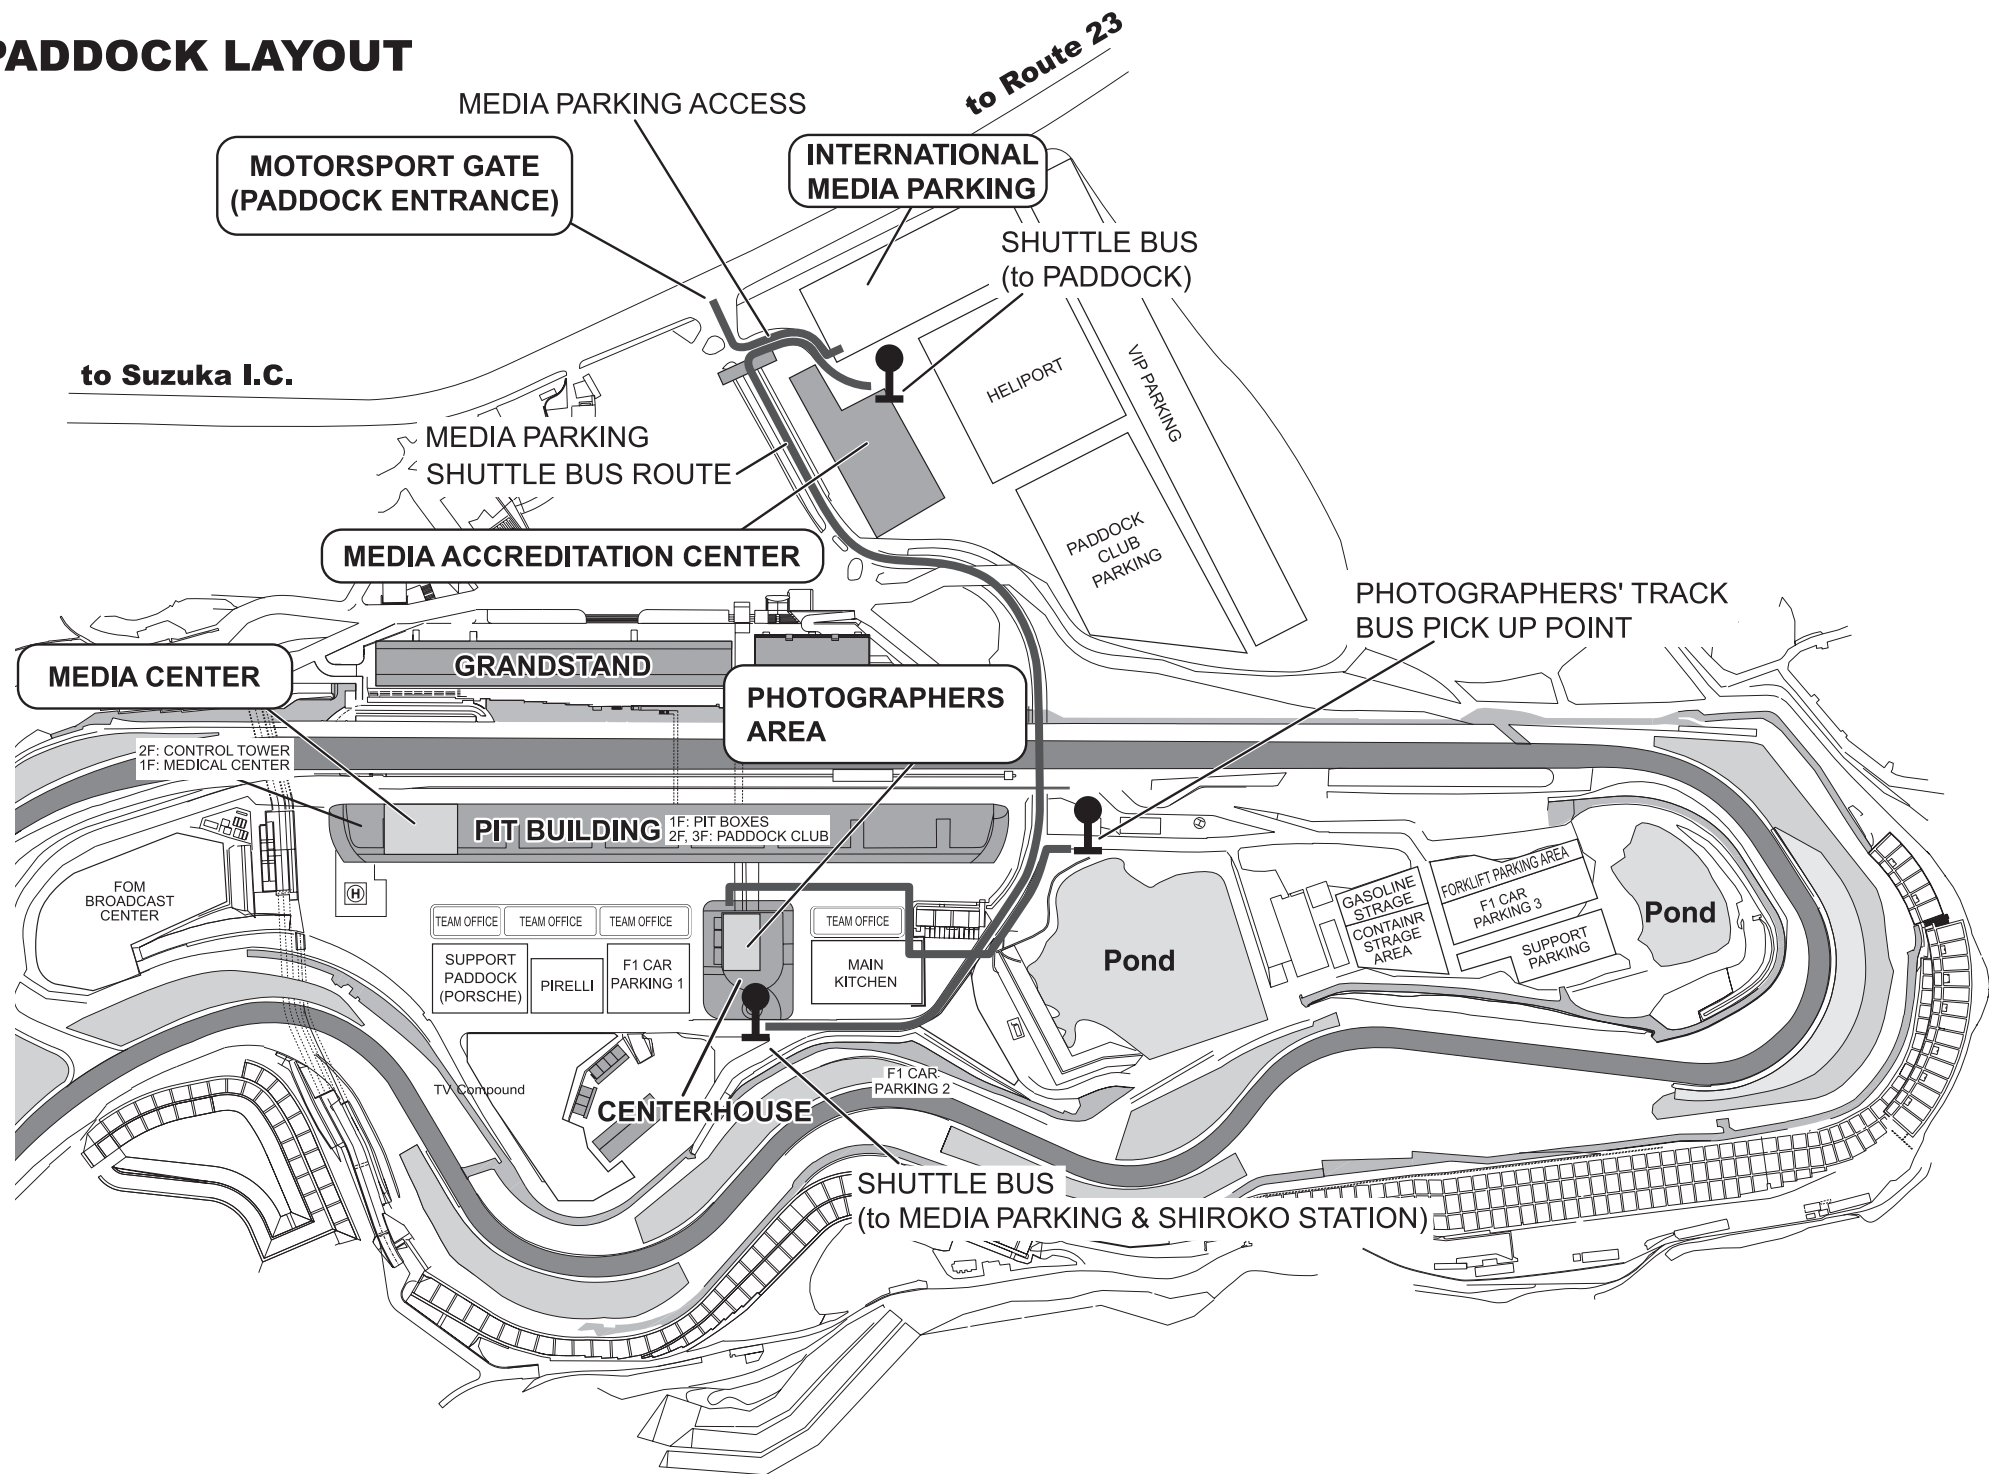 PADDOCK LAYOUT
to Route 23
MEDIA PARKING ACCESS
MOTORSPORT GATE
(PADDOCK ENTRANCE)
INTERNATIONAL
MEDIA PARKING
SHUTTLE BUS
(to PADDOCK)
to Suzuka I.C.
HELIPORT
VIP PARKING
MEDIA PARKING
SHUTTLE BUS ROUTE
MEDIA ACCREDITATION CENTER
PADDOCK
CLUB
PARKING
PHOTOGRAPHERS' TRACK
BUS PICK UP POINT
MEDIA CENTER
GRANDSTAND
PHOTOGRAPHERS
AREA
2F: CONTROL TOWER
1F: MEDICAL CENTER
PIT BUILDING
1F: PIT BOXES
2F, 3F: PADDOCK CLUB
FOM
BROADCAST
CENTER
H
TEAM OFFICE
TEAM OFFICE
TEAM OFFICE
TEAM OFFICE
SUPPORT
PADDOCK
(PORSCHE)
PIRELLI
F1 CAR
PARKING 1
MAIN
KITCHEN
Pond
GASOLINE
STRAGE
CONTAINR
STRAGE
AREA
FORKLIFT PARKING AREA
F1 CAR
PARKING 3
SUPPORT
PARKING
Pond
TV Compound
CENTERHOUSE
F1 CAR
PARKING 2
SHUTTLE BUS
(to MEDIA PARKING & SHIROKO STATION)